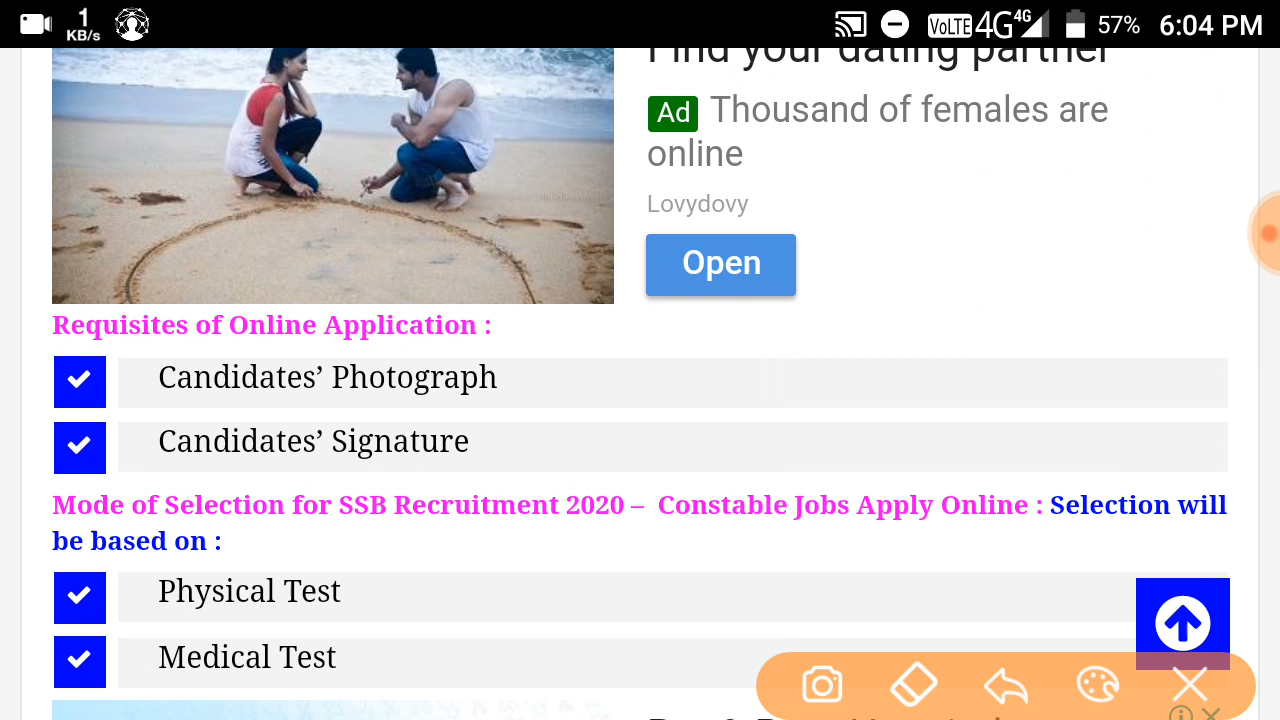 1
KB/s
VoLTE 4G 4G 57% 6:04 PM
Find your dating partner
Ad Thousand of females are
online
Lovydovy
Open
Requisites of Online Application :
Candidates’ Photograph
Candidates’ Signature
Mode of Selection for SSB Recruitment 2020 – Constable Jobs Apply Online : Selection will
be based on :
Physical Test
Medical Test